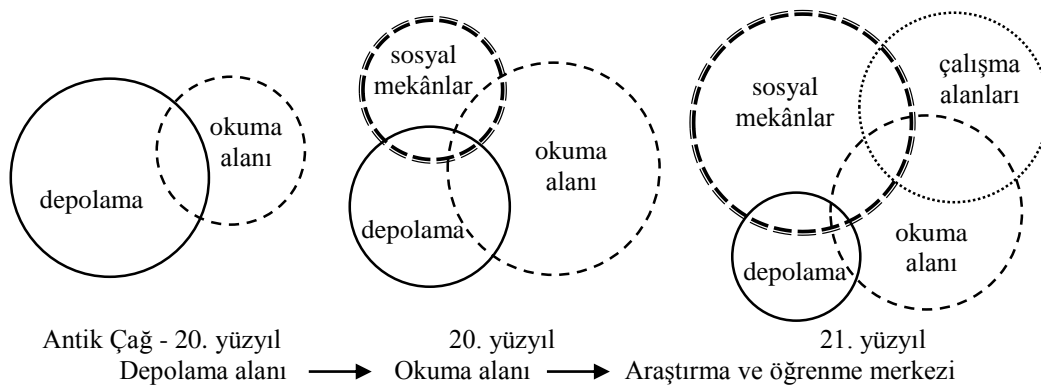 depolama
okuma
alanı
sosyal
mekânlar
okuma
alanı
depolama
sosyal
mekânlar
çalışma
alanları
okuma
alanı
depolama
Antik Çağ - 20. yüzyıl
20. yüzyıl
21. yüzyıl
Depolama alanı
Okuma alanı
Araştırma ve öğrenme merkezi